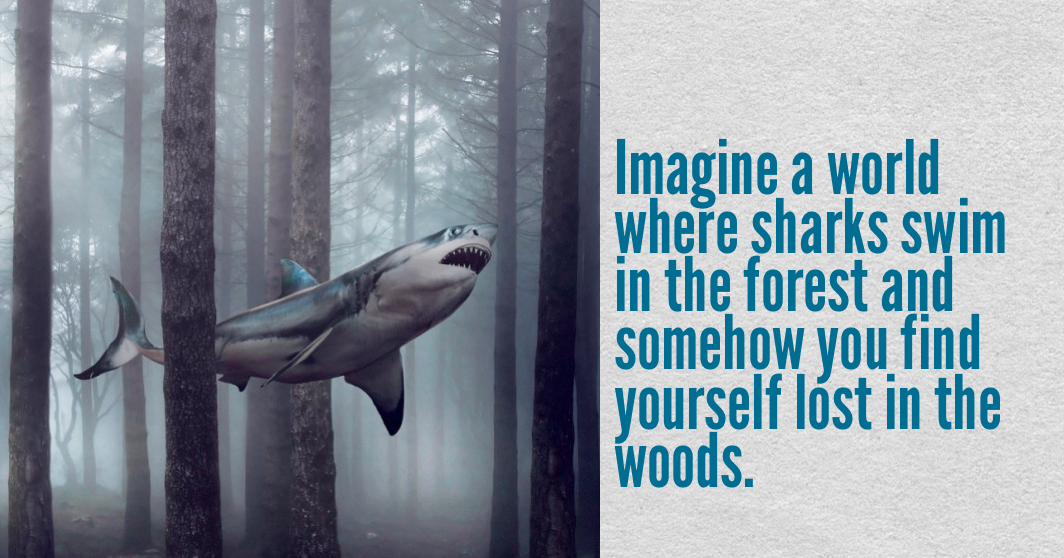 Imagine a world
where sharks swim
in the forest and
somehow you find
yourself lost in the
woods.